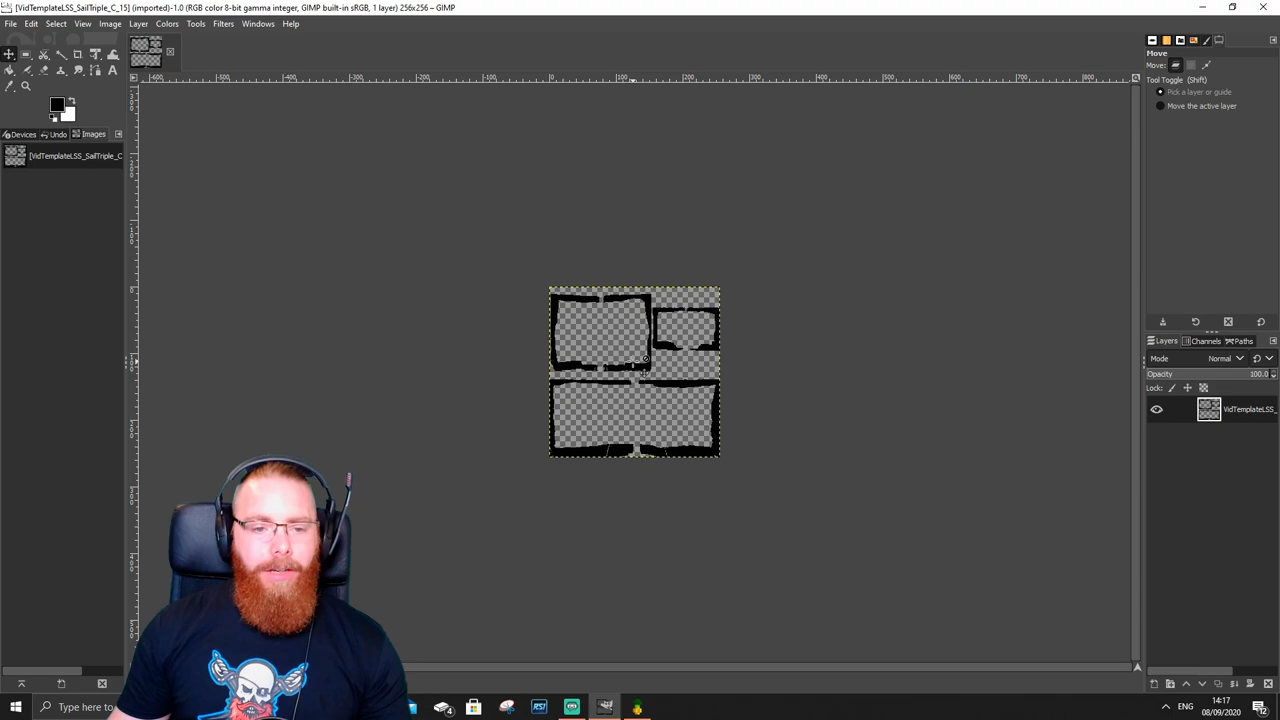 [VidTemplateLSS_SailTriple_C_15] (imported)-1.0 (RGB color 8-bit gamma integer, GIMP built-in sRGB, 1 layer) 256x256 – GIMP
File Edit Select View Image Layer Colors Tools Filters Windows Help
Move
Move:
Tool Toggle (Shift)
Pick a layer or guide
Move the active layer
Devices Undo Images
[VidTemplateLSS_SailTriple_C
Layers Channels Paths
Mode Normal
Opacity 100.0
Lock:
VidTemplateLSS_
Type here to
RSI
14:17
08/09/2020
12